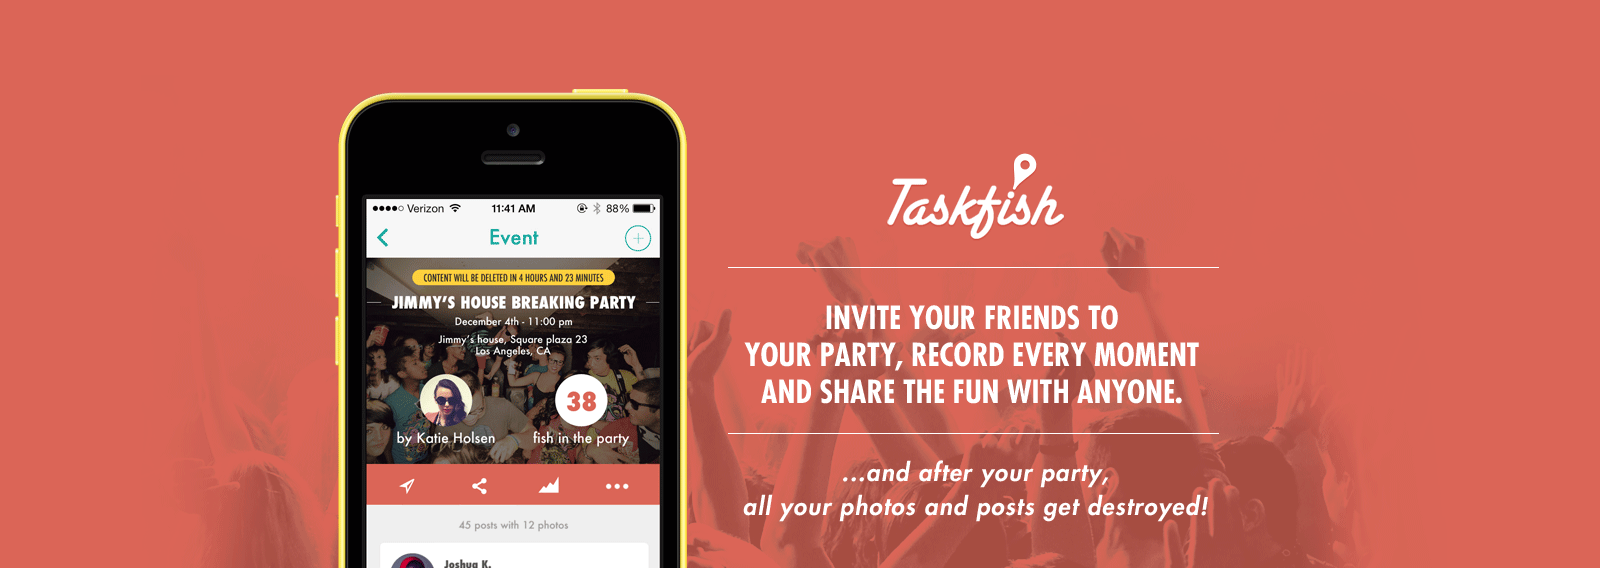 Verizon 11:41 AM 88%
Event
CONTENT WILL BE DELETED IN 4 HOURS AND 23 MINUTES
JIMMY'S HOUSE BREAKING PARTY
December 4th - 11:00 pm
Jimmy's house, Square plaza 23
Los Angeles, CA
38
by Katie Holsen
fish in the party
45 posts with 12 photos
Joshua K.
Taskfish
INVITE YOUR FRIENDS TO
YOUR PARTY, RECORD EVERY MOMENT
AND SHARE THE FUN WITH ANYONE.
...and after your party,
all your photos and posts get destroyed!